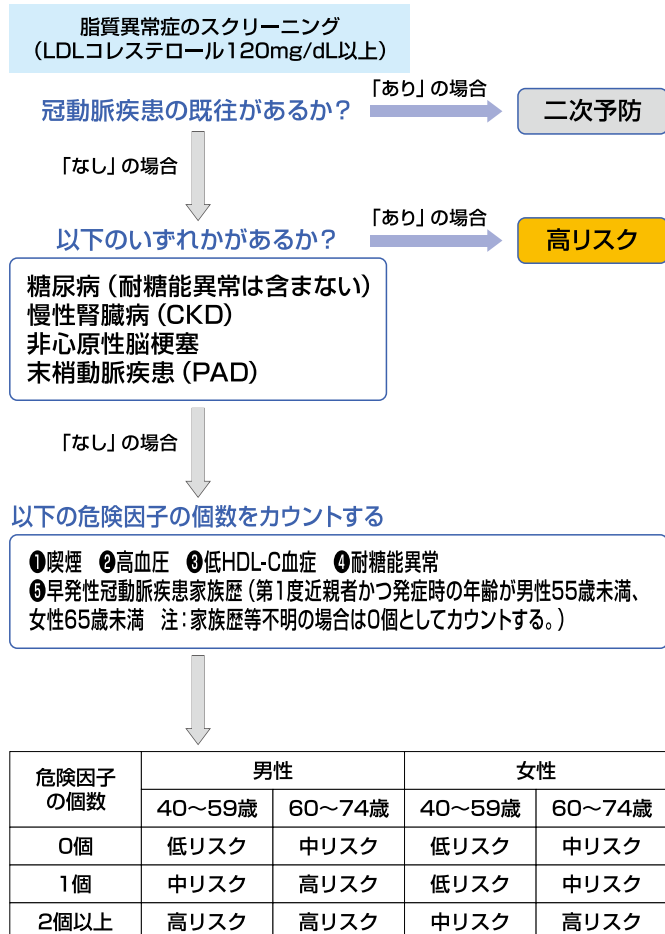 脂質異常症のスクリーニング
（LDLコレステロール120mg/dL以上）
冠動脈疾患の既往があるか？
「あり」の場合
二次予防
「なし」の場合
以下のいずれかがあるか？
「あり」の場合
高リスク
糖尿病（耐糖能異常は含まない）
慢性腎臓病（CKD）
非心原性脳梗塞
末梢動脈疾患（PAD）
「なし」の場合
以下の危険因子の個数をカウントする
❶喫煙 ❷高血圧 ❸低HDL-C血症 ❹耐糖能異常
❺早発性冠動脈疾患家族歴（第1度近親者かつ発症時の年齢が男性55歳未満、
女性65歳未満 注：家族歴等不明の場合は0個としてカウントする。）
危険因子
の個数
男性 女性
40〜59歳 60〜74歳 40〜59歳 60〜74歳
0個 低リスク 中リスク 低リスク 中リスク
1個 中リスク 高リスク 低リスク 中リスク
2個以上 高リスク 高リスク 中リスク 高リスク